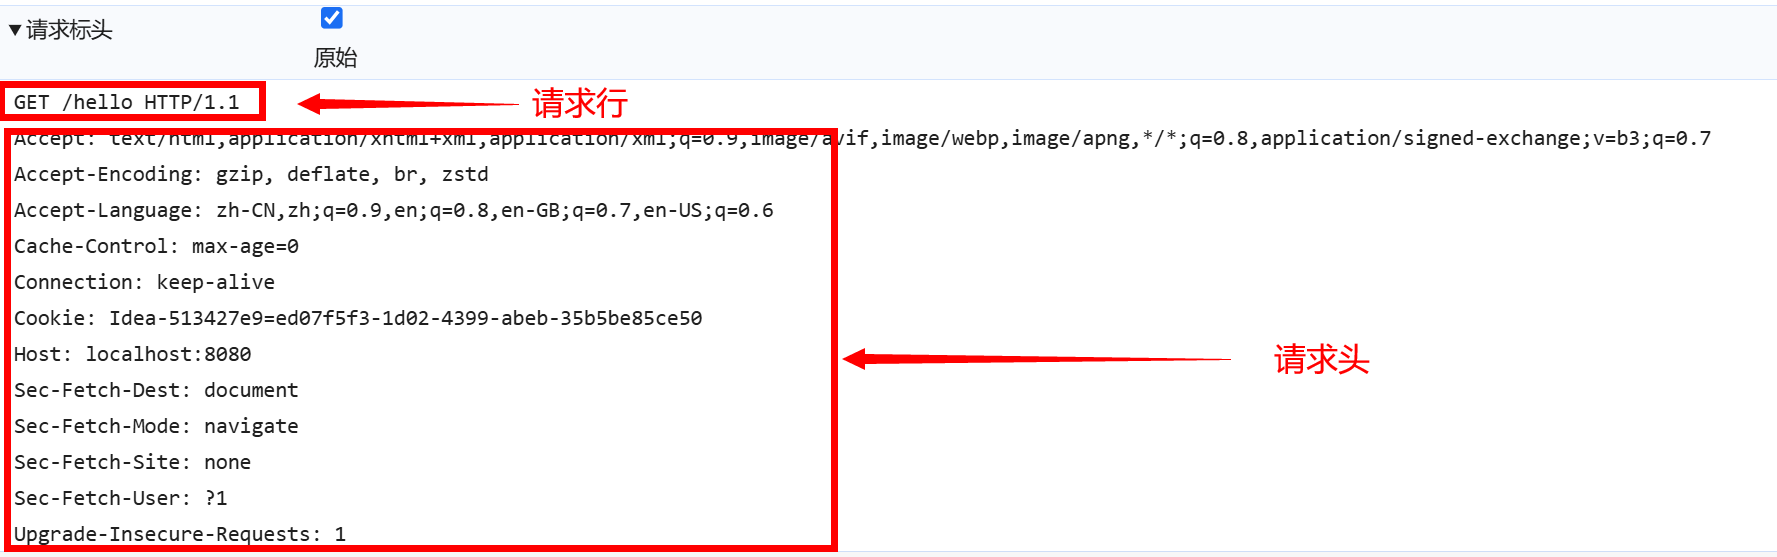 ▼请求标头
原始
GET /hello HTTP/1.1
请求行
Accept: text/html,application/xhtml+xml,application/xml;q=0.9,image/avif,image/webp,image/apng,*/*;q=0.8,application/signed-exchange;v=b3;q=0.7
Accept-Encoding: gzip, deflate, br, zstd
Accept-Language: zh-CN,zh;q=0.9,en;q=0.8,en-GB;q=0.7,en-US;q=0.6
Cache-Control: max-age=0
Connection: keep-alive
Cookie: Idea-513427e9=ed07f5f3-1d02-4399-abeb-35b5be85ce50
Host: localhost:8080
请求头
Sec-Fetch-Dest: document
Sec-Fetch-Mode: navigate
Sec-Fetch-Site: none
Sec-Fetch-User: ?1
Upgrade-Insecure-Requests: 1